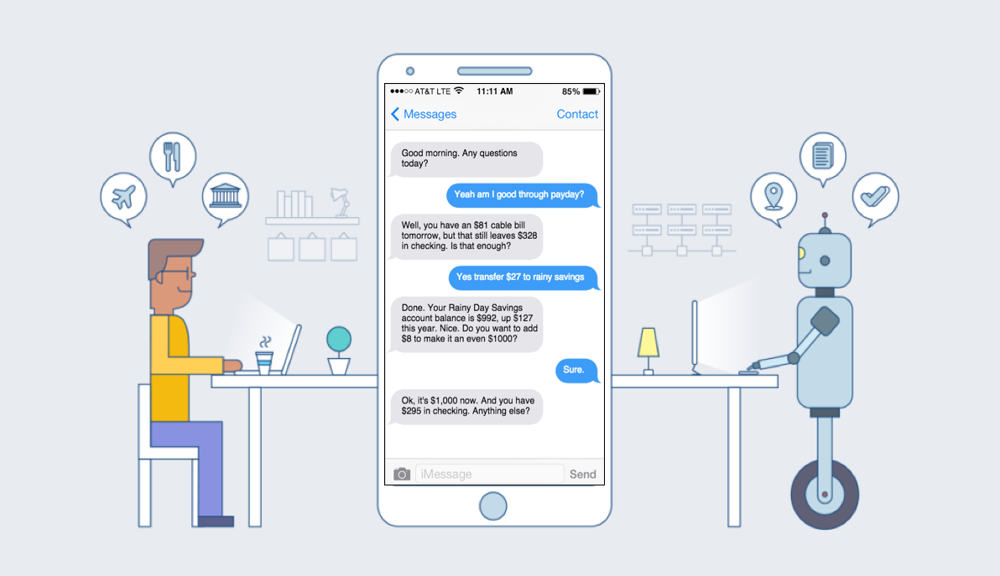 AT&T LTE 11:11 AM 85%
Messages Contact
Good morning. Any questions
today?
Yeah am I good through payday?
Well, you have an $81 cable bill
tomorrow, but that still leaves $328
in checking. Is that enough?
Yes transfer $27 to rainy savings
Done. Your Rainy Day Savings
account balance is $992, up $127
this year. Nice. Do you want to add
$8 to make it an even $1000?
Sure.
Ok, it's $1,000 now. And you have
$295 in checking. Anything else?
iMessage Send